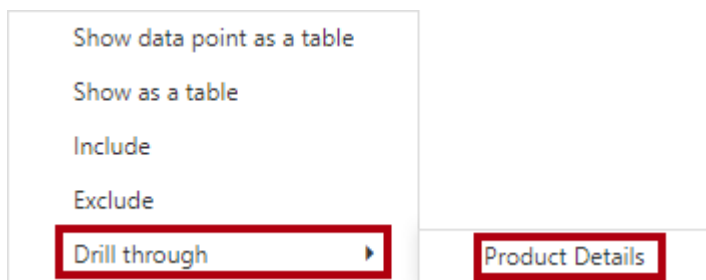 Show data point as a table
Show as a table
Include
Exclude
Drill through
Product Details